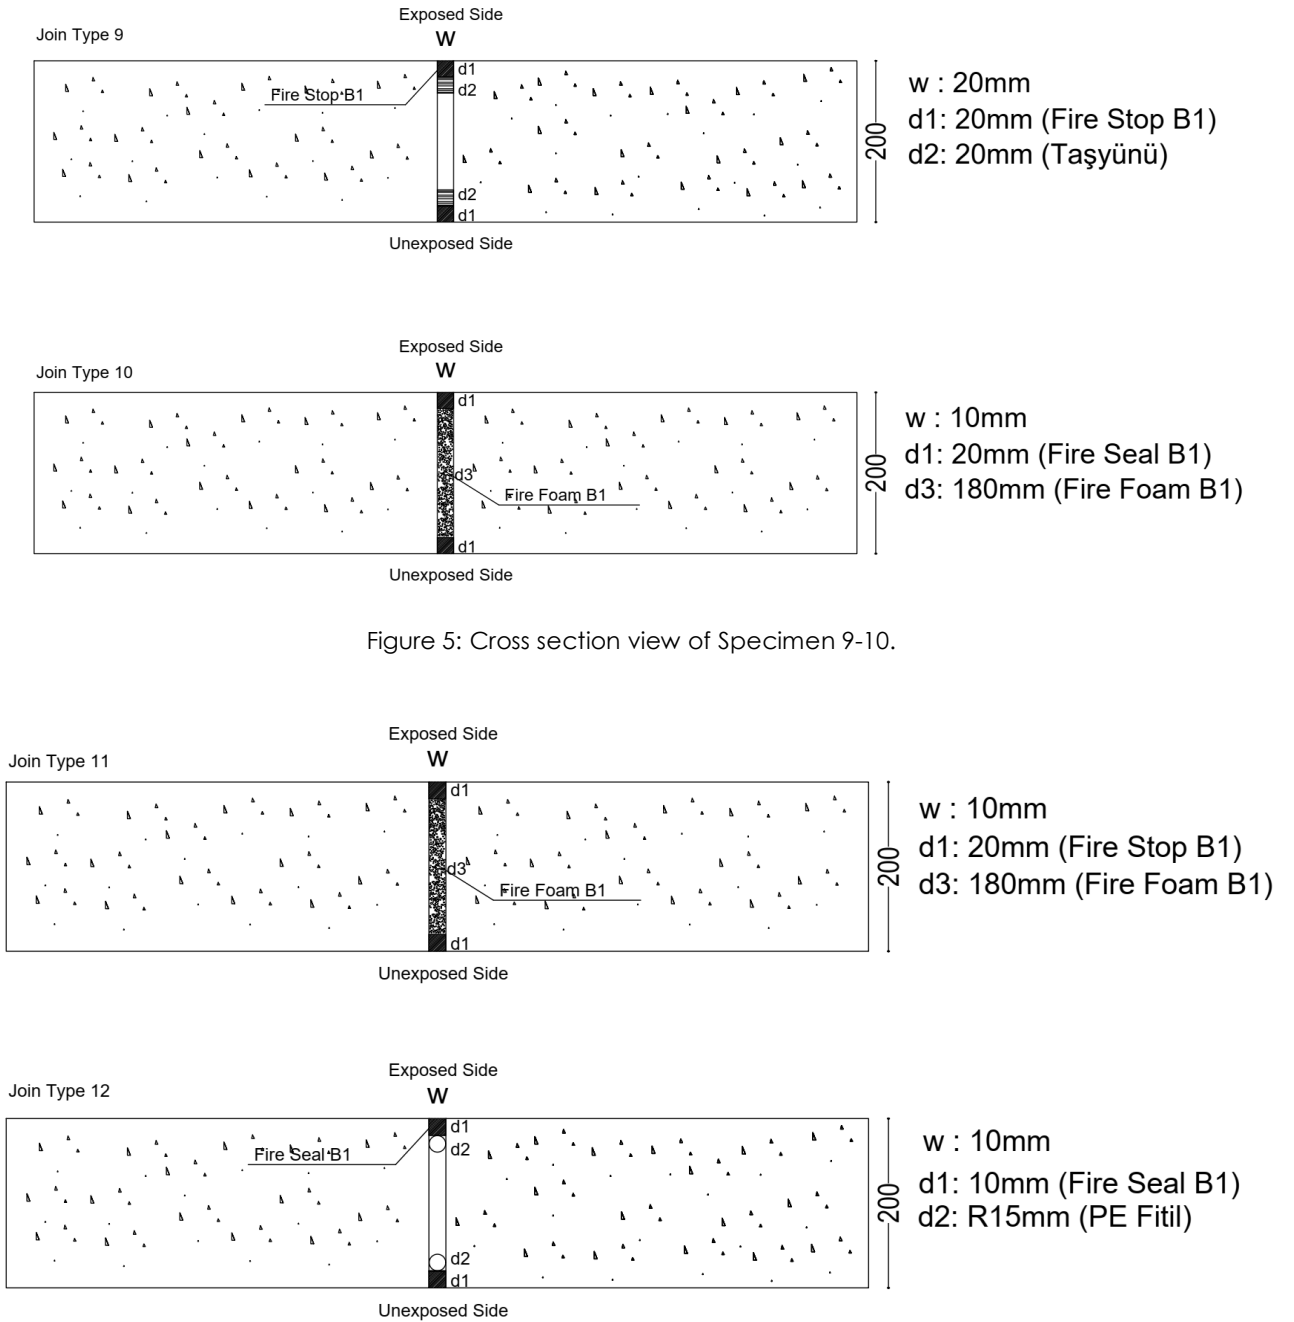 Exposed Side
Join Type 9
W
d1
Fire Stop B1
d2
d2
d1
200
w : 20mm
d1: 20mm (Fire Stop B1)
d2: 20mm (Taşyünü)
Unexposed Side
Exposed Side
Join Type 10
W
d1
d3
Fire Foam B1
d1
200
w : 10mm
d1: 20mm (Fire Seal B1)
d3: 180mm (Fire Foam B1)
Unexposed Side
Figure 5: Cross section view of Specimen 9-10.
Exposed Side
Join Type 11
W
d1
d3
Fire Foam B1
d1
200
w : 10mm
d1: 20mm (Fire Stop B1)
d3: 180mm (Fire Foam B1)
Unexposed Side
Exposed Side
Join Type 12
W
d1
Fire Seal B1
d2
d2
d1
200
w : 10mm
d1: 10mm (Fire Seal B1)
d2: R15mm (PE Fitil)
Unexposed Side